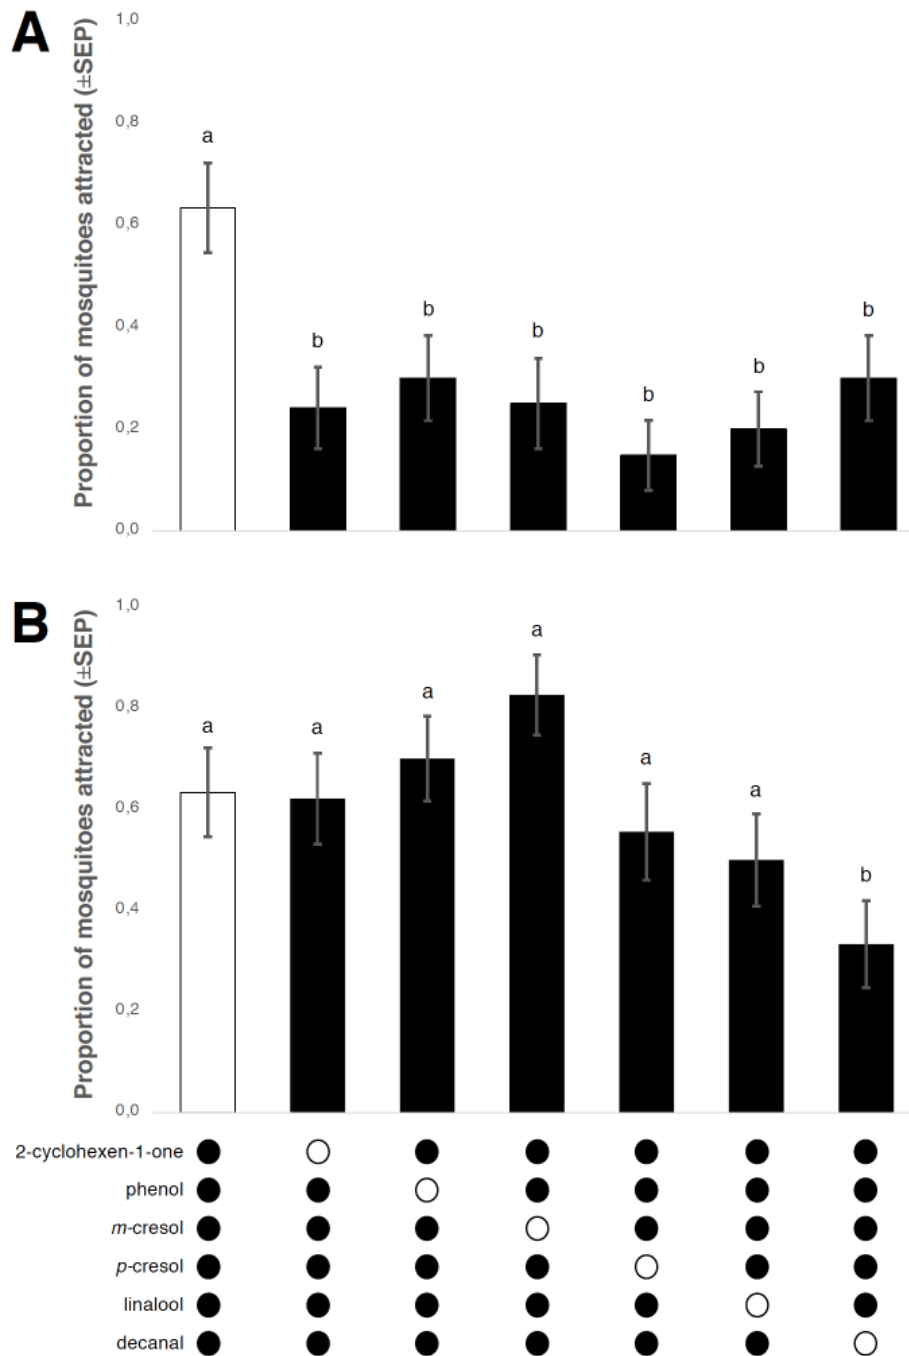 A
Proportion of mosquitoes attracted (±SEP)
1,0
0,8
0,6
0,4
0,2
0,0
a
b
b
b
b
b
b
B
Proportion of mosquitoes attracted (±SEP)
1,0
0,8
0,6
0,4
0,2
0,0
a
a
a
a
a
a
b
2-cyclohexen-1-one
phenol
m-cresol
p-cresol
linalool
decanal